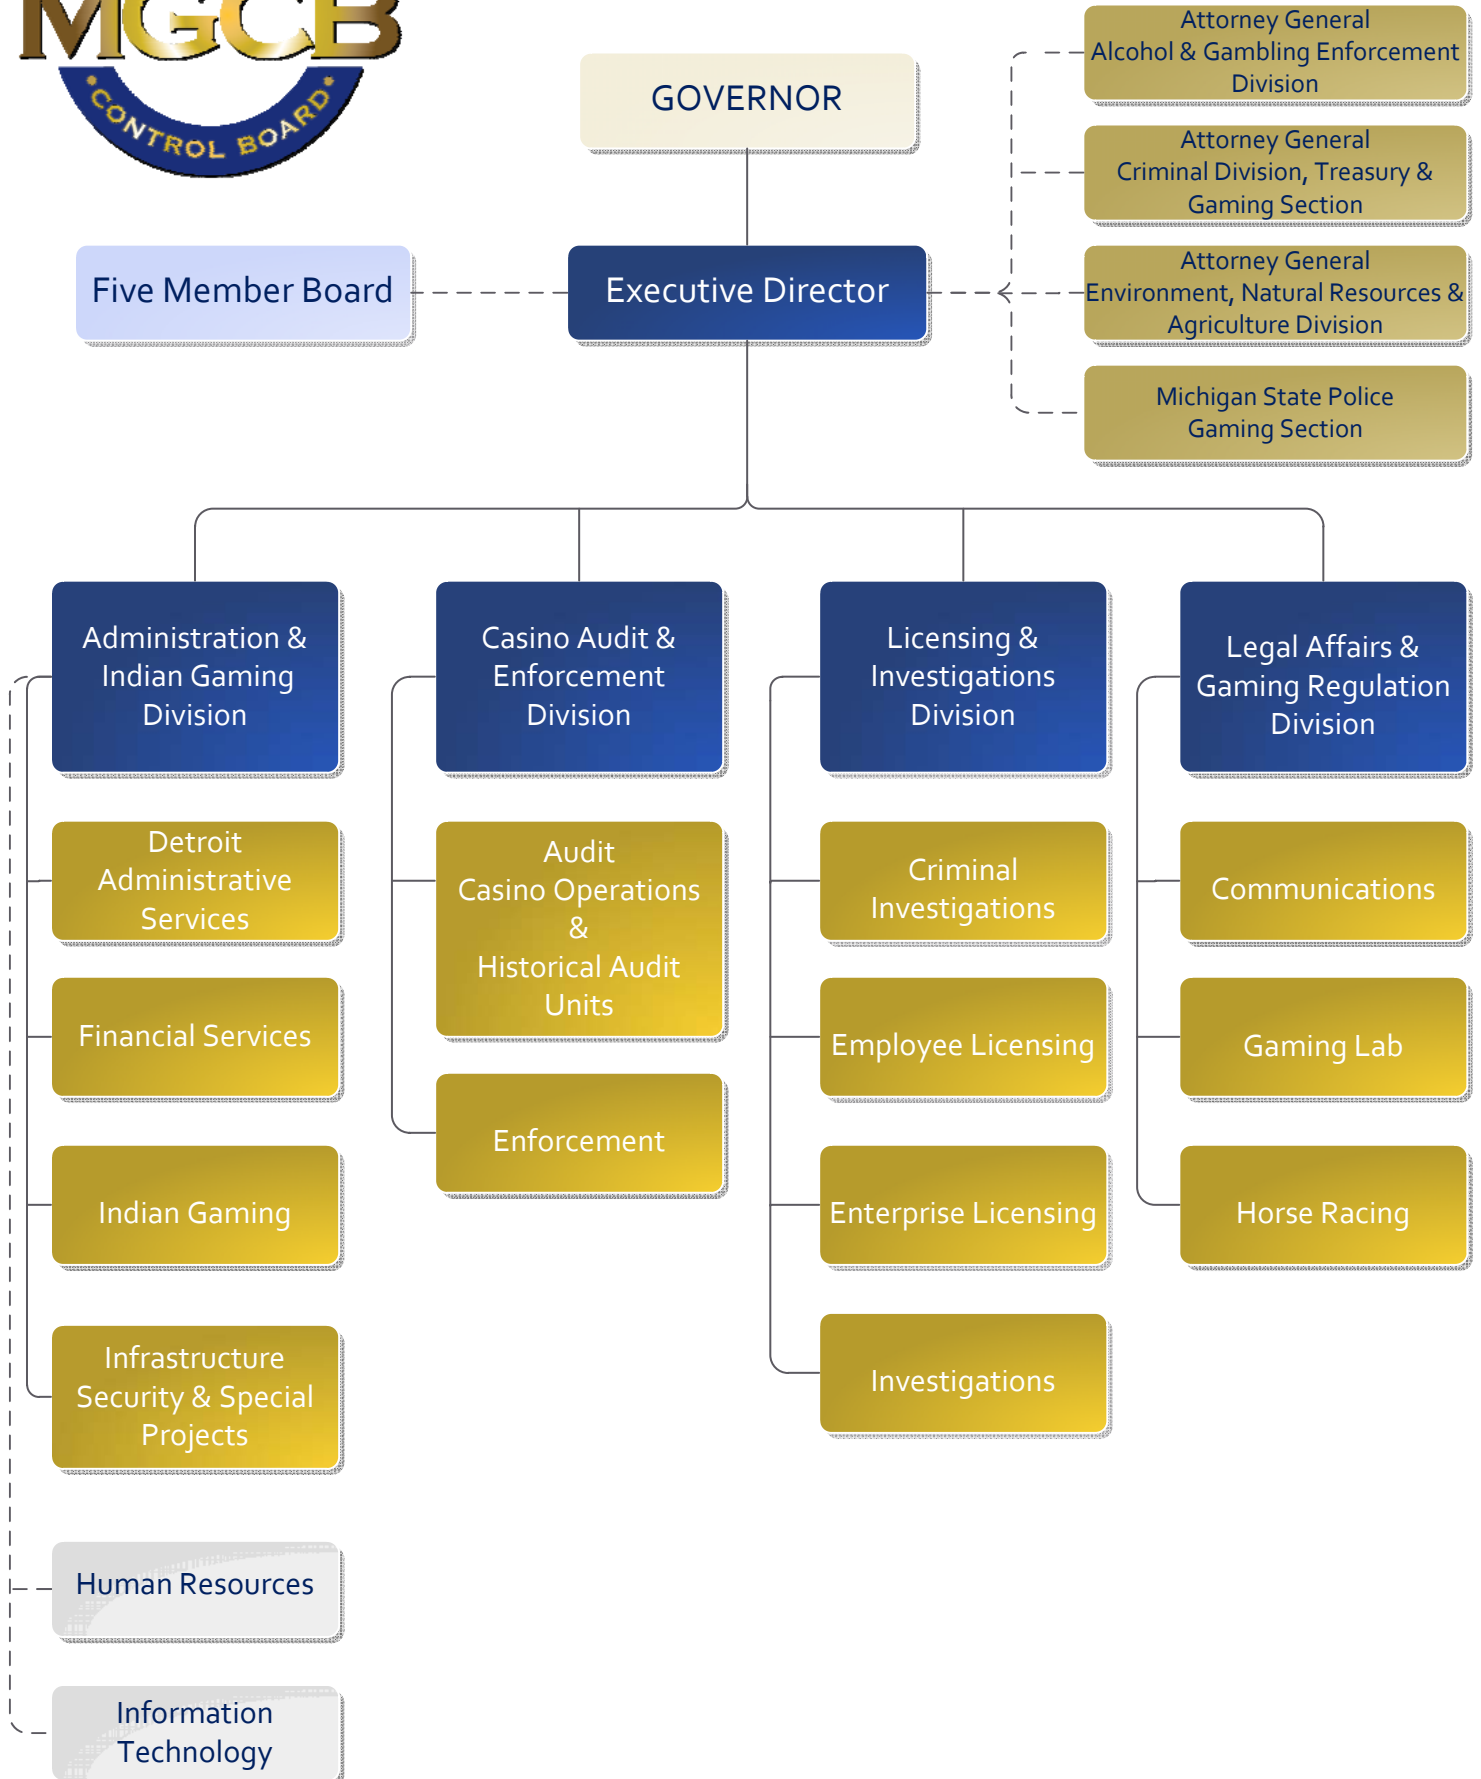 MGCB
CONTROL BOARD
GOVERNOR
Attorney General
Alcohol & Gambling Enforcement
Division
Attorney General
Criminal Division, Treasury &
Gaming Section
Five Member Board
Executive Director
Attorney General
Environment, Natural Resources &
Agriculture Division
Michigan State Police
Gaming Section
Administration &
Indian Gaming
Division
Casino Audit &
Enforcement
Division
Licensing &
Investigations
Division
Legal Affairs &
Gaming Regulation
Division
Detroit
Administrative
Services
Financial Services
Indian Gaming
Infrastructure
Security & Special
Projects
Human Resources
Information
Technology
Audit
Casino Operations
&
Historical Audit
Units
Enforcement
Criminal
Investigations
Employee Licensing
Enterprise Licensing
Investigations
Communications
Gaming Lab
Horse Racing